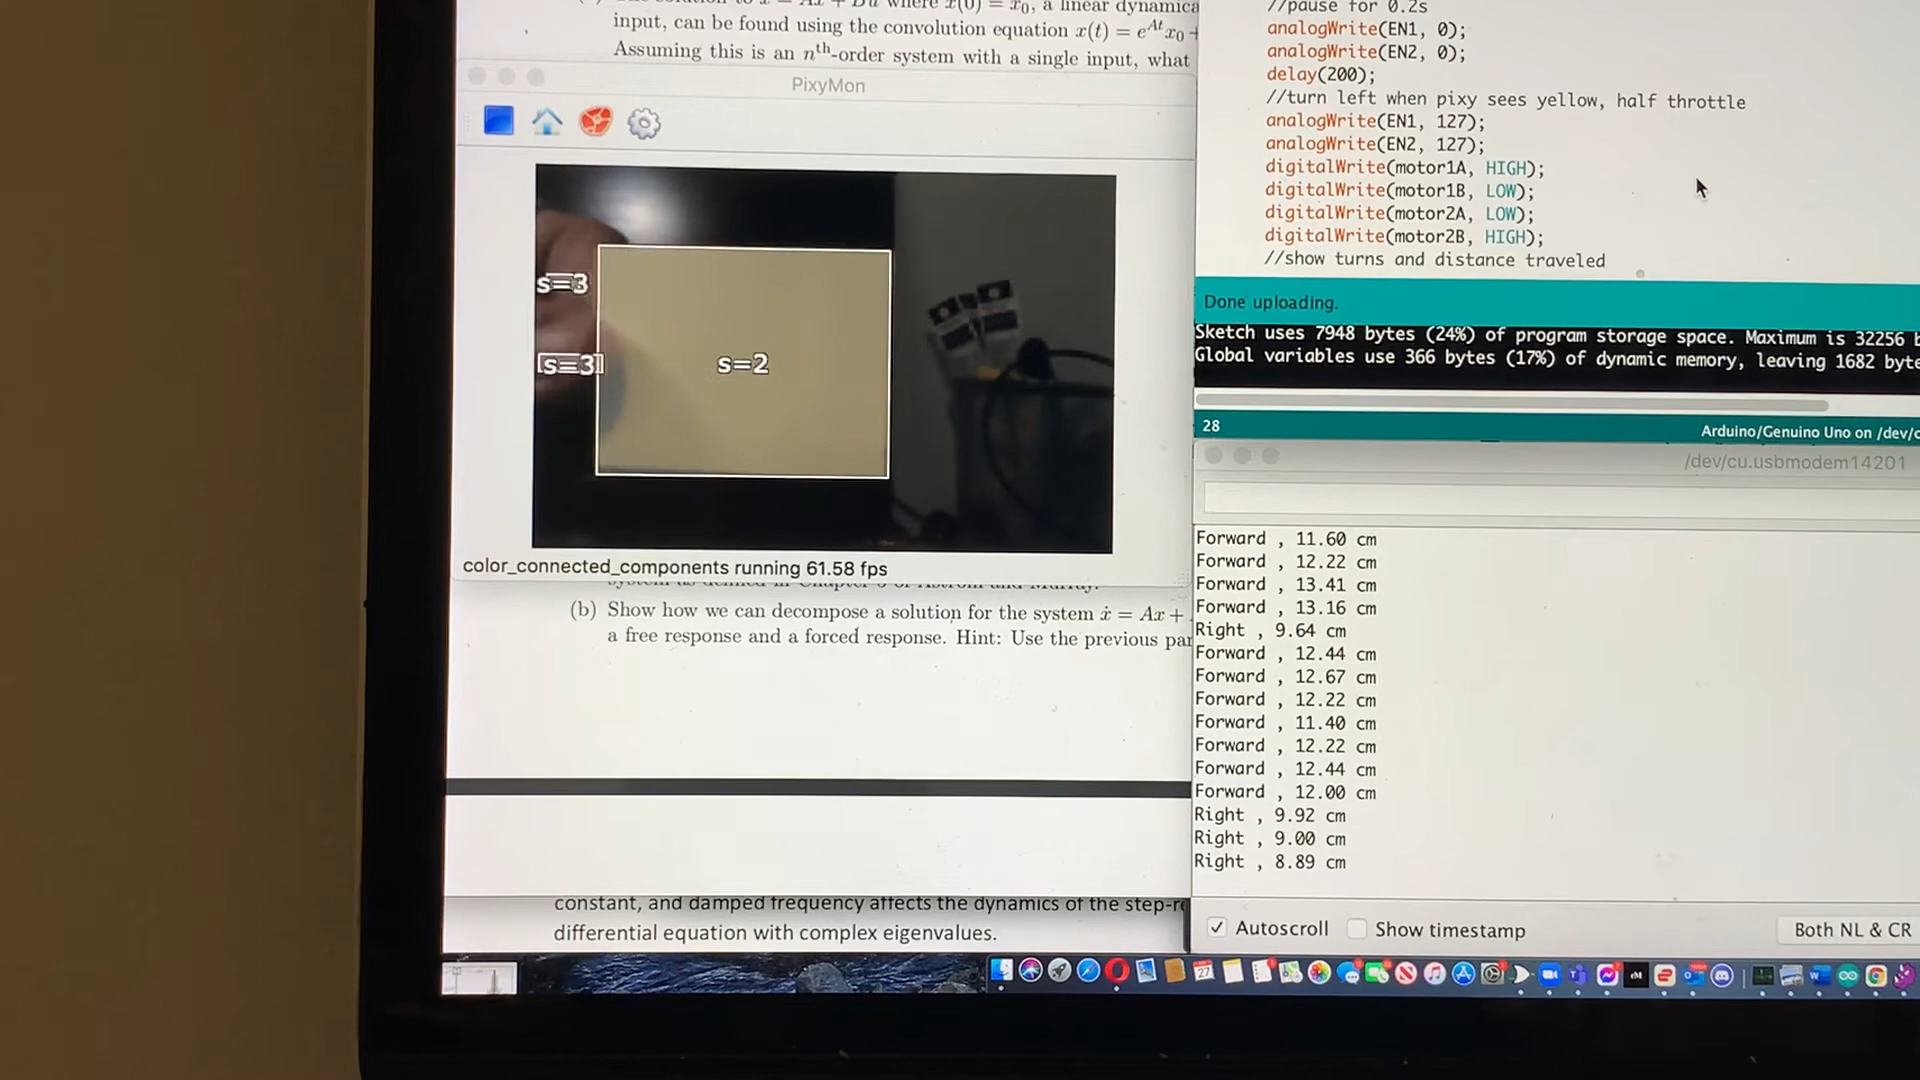 input, can be found using the convolution equation x(t) = e^{At}x_0 +
Assuming this is an n^{th}-order system with a single input, what
PixyMon
s=3
[s=3]
s=2
color_connected_components running 61.58 fps
(b) Show how we can decompose a solution for the system ẋ = Ax +
a free response and a forced response. Hint: Use the previous par
constant, and damped frequency affects the dynamics of the step-re
differential equation with complex eigenvalues.
//pause for 0.2s
analogWrite(EN1, 0);
analogWrite(EN2, 0);
delay(200);
//turn left when pixy sees yellow, half throttle
analogWrite(EN1, 127);
analogWrite(EN2, 127);
digitalWrite(motor1A, HIGH);
digitalWrite(motor1B, LOW);
digitalWrite(motor2A, LOW);
digitalWrite(motor2B, HIGH);
//show turns and distance traveled
Done uploading.
Sketch uses 7948 bytes (24%) of program storage space. Maximum is 32256 b
Global variables use 366 bytes (17%) of dynamic memory, leaving 1682 byte
28
Arduino/Genuino Uno on /dev/c
/dev/cu.usbmodem14201
Forward , 11.60 cm
Forward , 12.22 cm
Forward , 13.41 cm
Forward , 13.16 cm
Right , 9.64 cm
Forward , 12.44 cm
Forward , 12.67 cm
Forward , 12.22 cm
Forward , 11.40 cm
Forward , 12.22 cm
Forward , 12.44 cm
Forward , 12.00 cm
Right , 9.92 cm
Right , 9.00 cm
Right , 8.89 cm
Autoscroll
Show timestamp
Both NL & CR
27